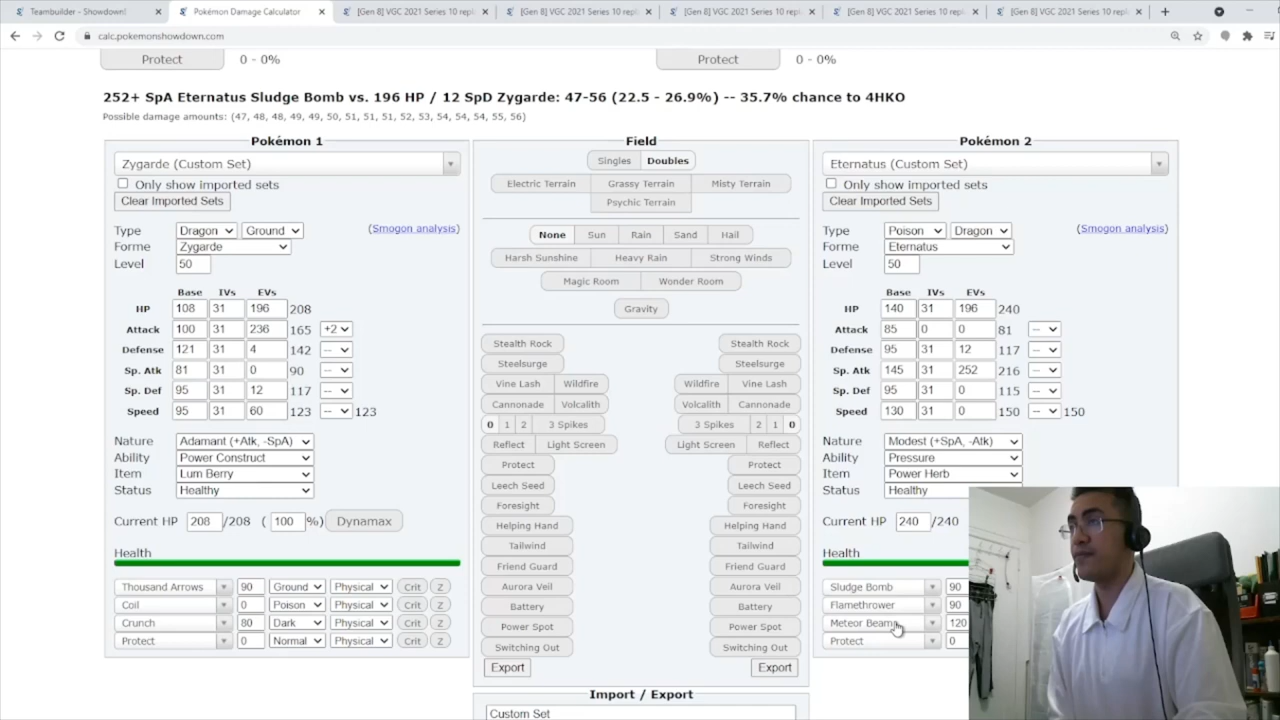 Teambuilder - Showdown!
Pokémon Damage Calculator
[Gen 8] VGC 2021 Series 10 repl
[Gen 8] VGC 2021 Series 10 repl
[Gen 8] VGC 2021 Series 10 repl
[Gen 8] VGC 2021 Series 10 repl
[Gen 8] VGC 2021 Series 10 repl
calc.pokemonshowdown.com
Protect 0 - 0%
Protect 0 - 0%
252+ SpA Eternatus Sludge Bomb vs. 196 HP / 12 SpD Zygarde: 47-56 (22.5 - 26.9%) -- 35.7% chance to 4HKO
Possible damage amounts: (47, 48, 48, 49, 49, 50, 51, 51, 51, 52, 53, 54, 54, 54, 55, 56)
Pokémon 1
Zygarde (Custom Set)
Only show imported sets
Clear Imported Sets
Type Dragon Ground (Smogon analysis)
Forme Zygarde
Level 50
Base IVs EVs
HP 108 31 196 208
Attack 100 31 236 165 +2
Defense 121 31 4 142 --
Sp. Atk 81 31 0 90 --
Sp. Def 95 31 12 117 --
Speed 95 31 60 123 -- 123
Nature Adamant (+Atk, -SpA)
Ability Power Construct
Item Lum Berry
Status Healthy
Current HP 208 /208 ( 100 %) Dynamax
Health
Thousand Arrows 90 Ground Physical Crit Z
Coil 0 Poison Physical Crit Z
Crunch 80 Dark Physical Crit Z
Protect 0 Normal Physical Crit Z
Field
Singles Doubles
Electric Terrain Grassy Terrain Misty Terrain
Psychic Terrain
None Sun Rain Sand Hail
Harsh Sunshine Heavy Rain Strong Winds
Magic Room Wonder Room
Gravity
Stealth Rock Stealth Rock
Steelsurge Steelsurge
Vine Lash Wildfire Wildfire Vine Lash
Cannonade Volcalith Volcalith Cannonade
0 1 2 3 Spikes 3 Spikes 2 1 0
Reflect Light Screen Light Screen Reflect
Protect Protect
Leech Seed Leech Seed
Foresight Foresight
Helping Hand Helping Hand
Tailwind Tailwind
Friend Guard Friend Guard
Aurora Veil Aurora Veil
Battery Battery
Power Spot Power Spot
Switching Out Switching Out
Export Export
Import / Export
Custom Set
Pokémon 2
Eternatus (Custom Set)
Only show imported sets
Clear Imported Sets
Type Poison Dragon (Smogon analysis)
Forme Eternatus
Level 50
Base IVs EVs
HP 140 31 196 240
Attack 85 0 0 81 --
Defense 95 31 12 117 --
Sp. Atk 145 31 252 216 --
Sp. Def 95 31 0 115 --
Speed 130 31 0 150 -- 150
Nature Modest (+SpA, -Atk)
Ability Pressure
Item Power Herb
Status Healthy
Current HP 240 /240
Health
Sludge Bomb 90
Flamethrower 90
Meteor Beam 120
Protect 0